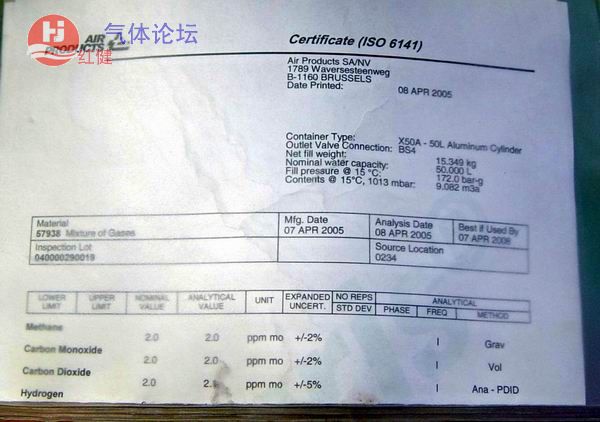 HJ
红健
气体论坛
AIR
PRODUCTS
Certificate (ISO 6141)
Air Products SA/NV
1789 Waversesteenweg
B-1160 BRUSSELS
Date Printed: 08 APR 2005
Container Type: X50A - 50L Aluminum Cylinder
Outlet Valve Connection: BS4
Net fill weight: 15.349 kg
Nominal water capacity: 50.000 L
Fill pressure @ 15 °C: 172.0 bar-g
Contents @ 15°C, 1013 mbar: 9.082 m3a
Material Mfg. Date Analysis Date Best if Used By
57938 Mixture of Gases 07 APR 2005 08 APR 2005 07 APR 2008
Inspection Lot Source Location
040000290019 0234
LOWER LIMIT UPPER LIMIT NOMINAL VALUE ANALYTICAL VALUE UNIT EXPANDED UNCERT. NO REPS STD DEV ANALYTICAL PHASE FREQ METHOD
Methane
2.0 2.0 ppm mo +/-2% I Grav
Carbon Monoxide
2.0 2.0 ppm mo +/-2% I Vol
Carbon Dioxide
2.0 ppm mo +/-5% I Ana - PDID
Hydrogen